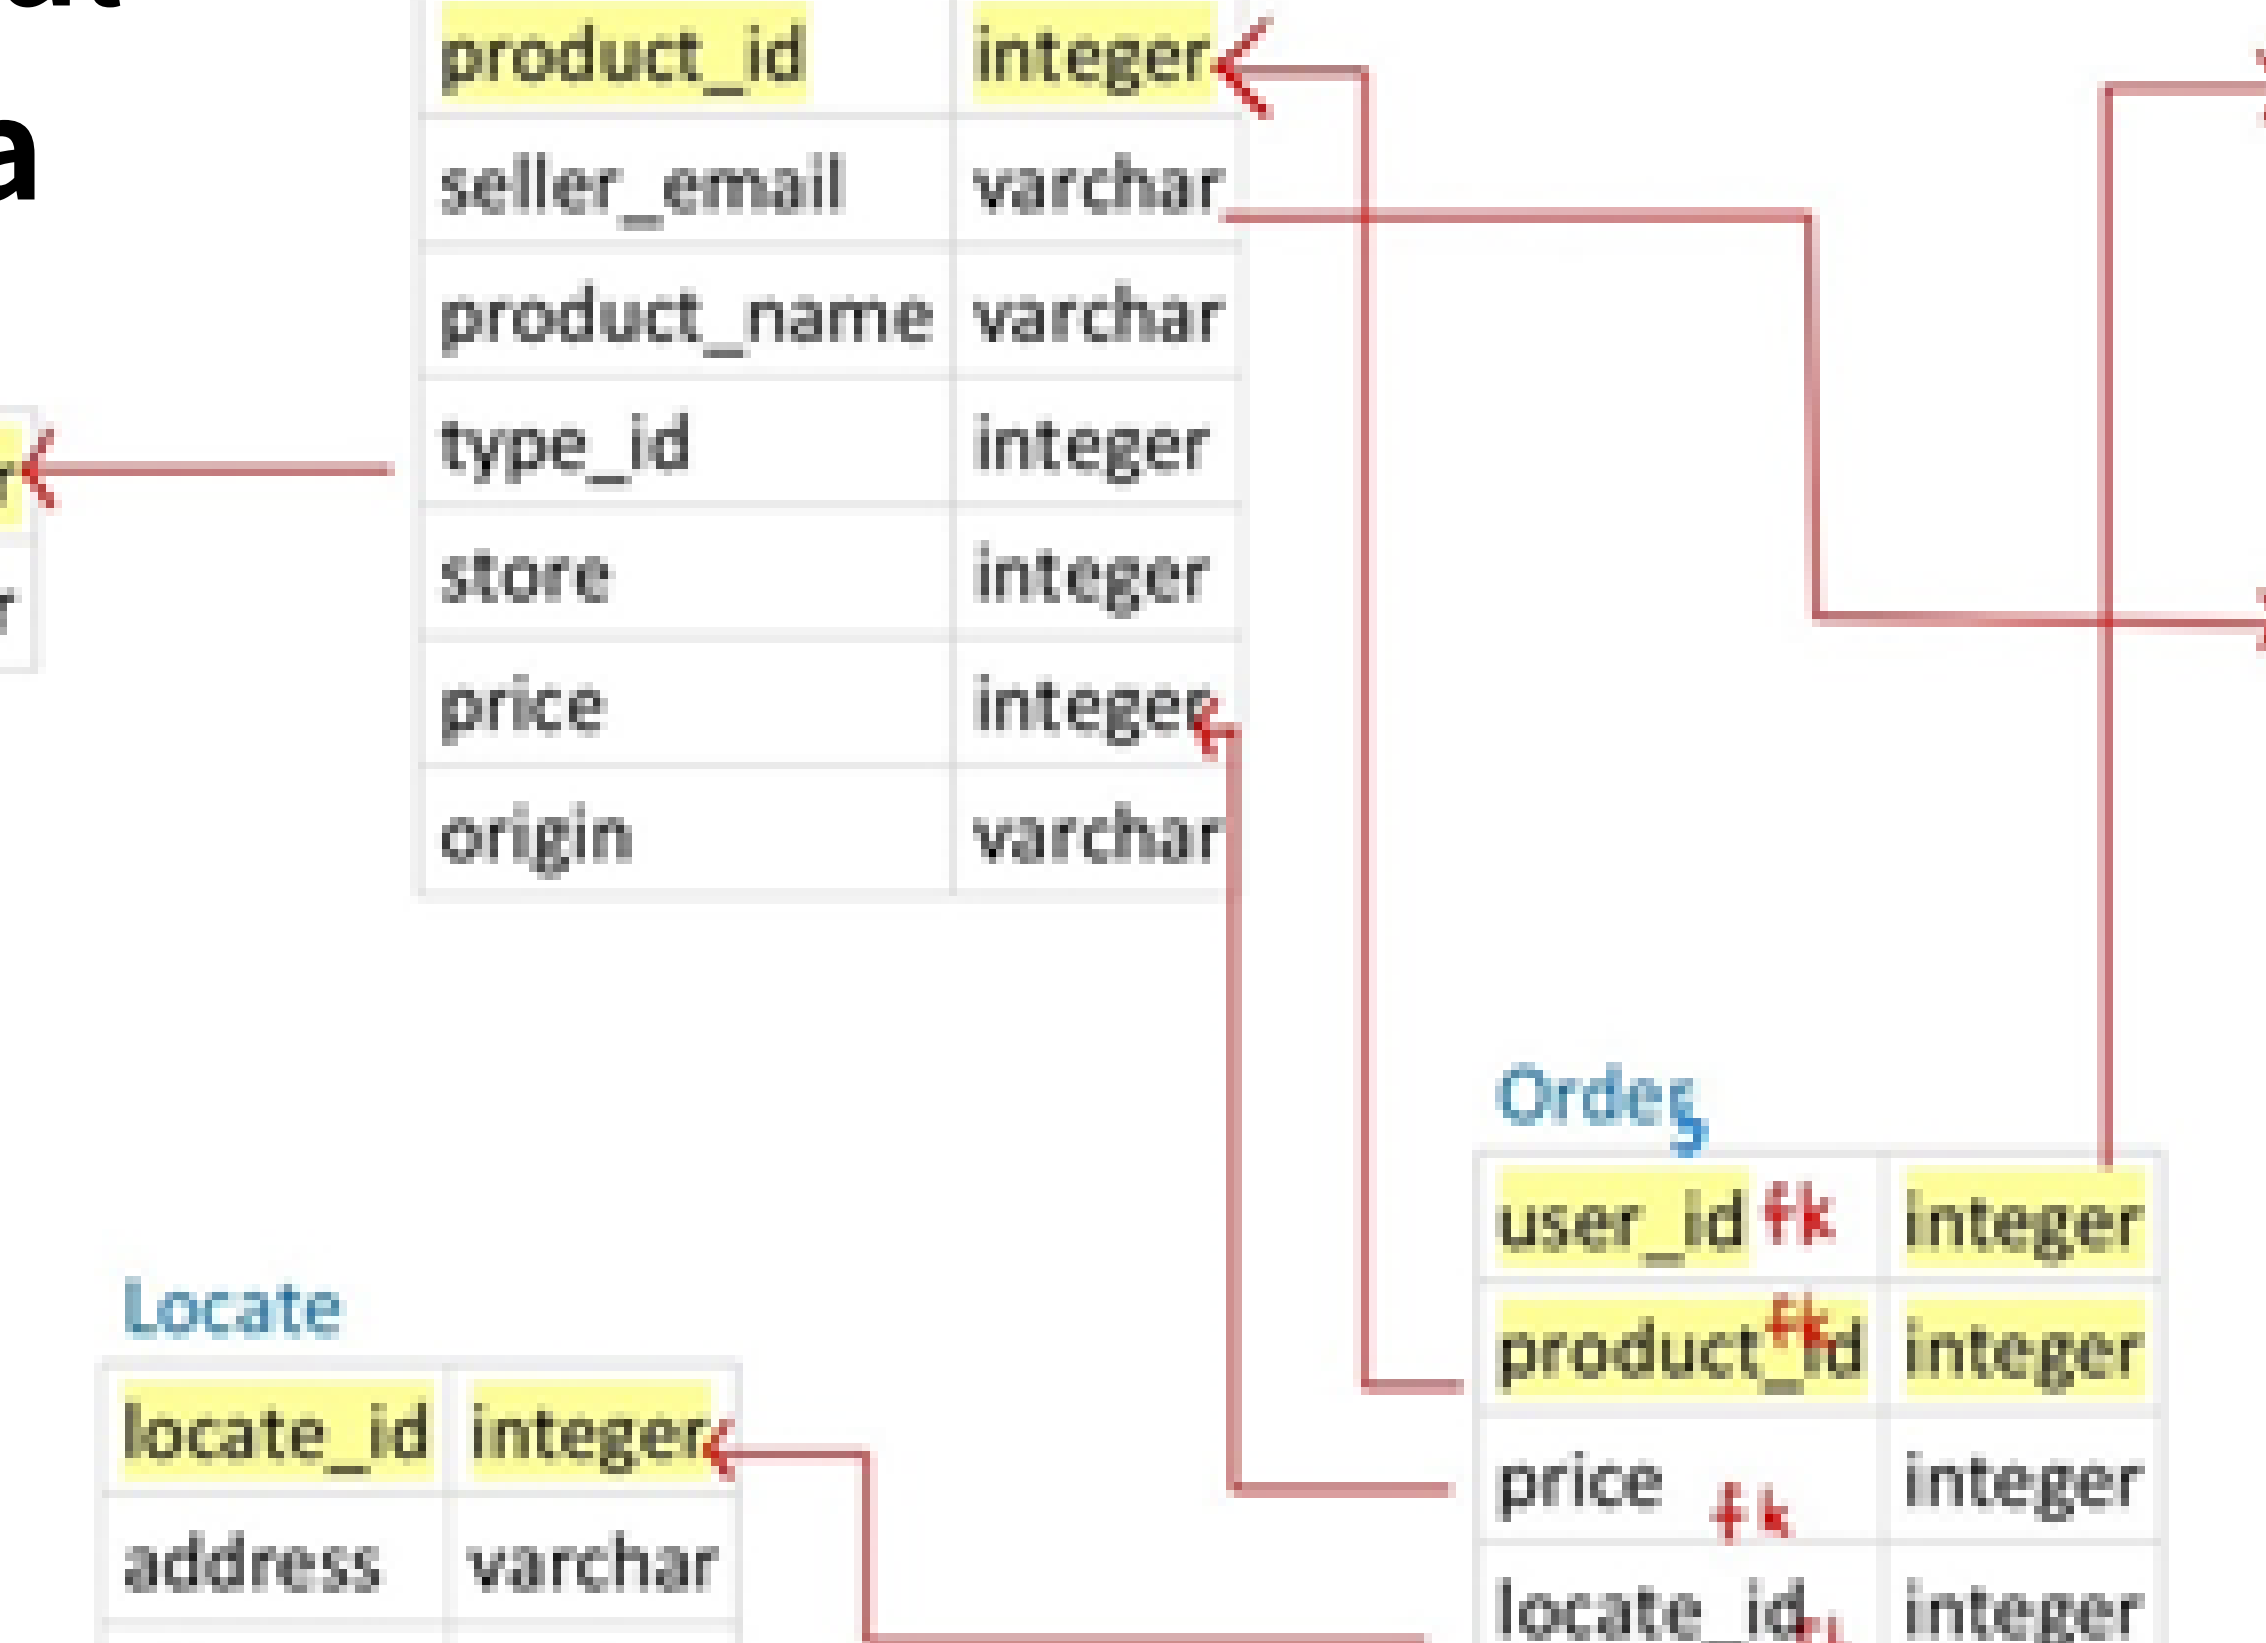 a
product_id integer
seller_email varchar
product_name varchar
type_id integer
store integer
price integer
origin varchar
Ordes
user_id fk integer
product_id fk integer
price fk integer
locate_id integer
Locate
locate_id integer
address varchar